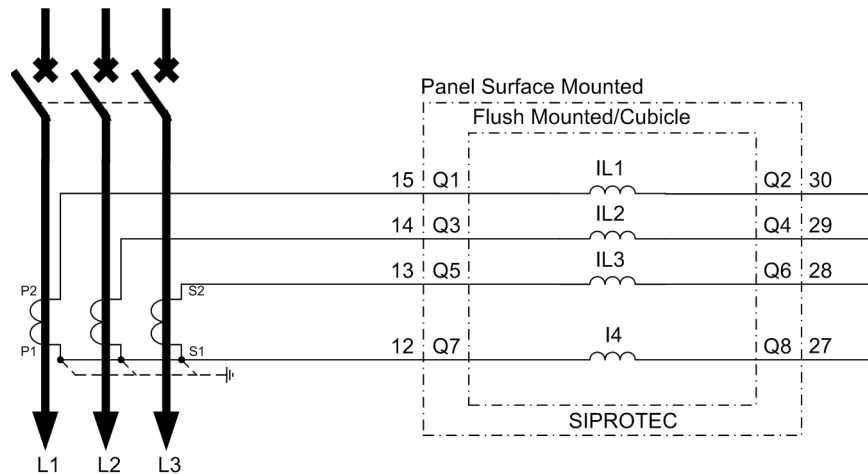 Panel Surface Mounted
Flush Mounted/Cubicle
15 Q1 IL1 Q2 30
14 Q3 IL2 Q4 29
13 Q5 IL3 Q6 28
P2 S2
P1 S1
12 Q7 I4 Q8 27
SIPROTEC
L1 L2 L3